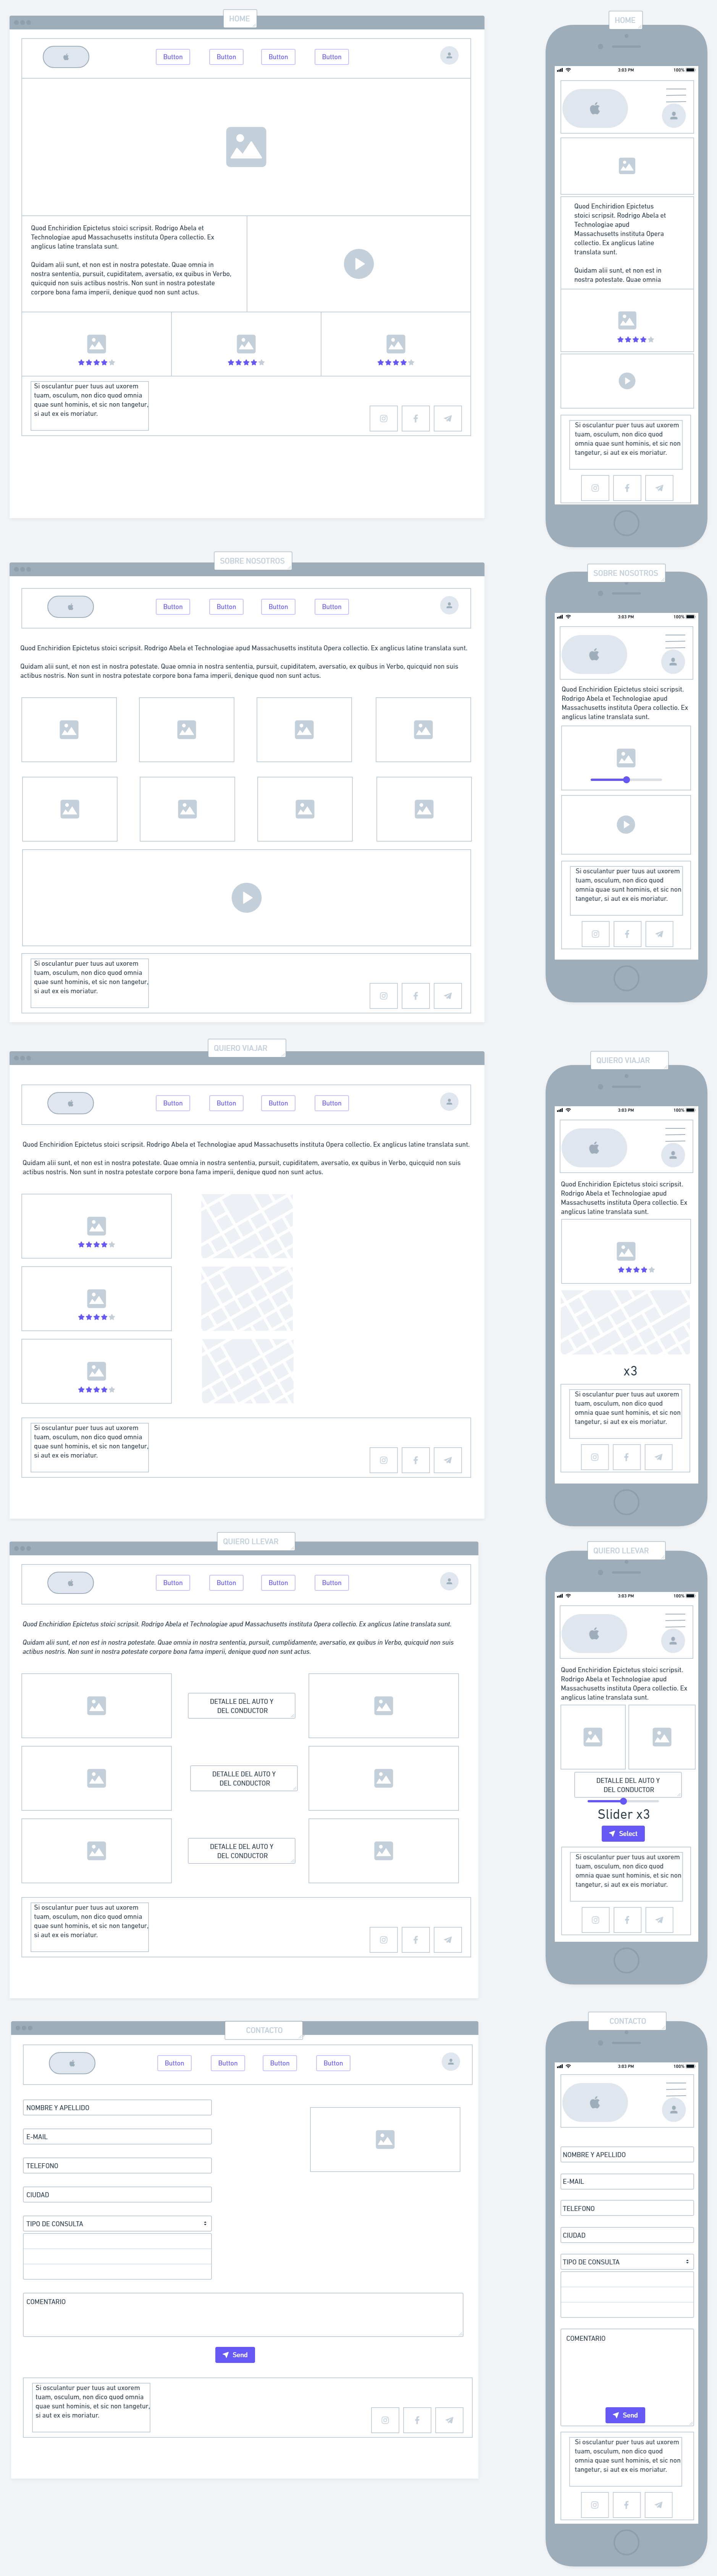 HOME
Button Button Button Button
Quod Enchiridion Epictetus stoici scripsit. Rodrigo Abela et
Technologiae apud Massachusetts instituta Opera collectio. Ex
anglicus latine translata sunt.
Quidam alii sunt, et non est in nostra potestate. Quae omnia in
nostra sententia, pursuit, cupiditatem, aversatio, ex quibus in Verbo,
quicquid non suis actibus nostris. Non sunt in nostra potestate
corpore bona fama imperii, denique quod non sunt actus.
Si osculantur puer tuus aut uxorem
tuam, osculum, non dico quod omnia
quae sunt hominis, et sic non tangetur,
si aut ex eis moriatur.
HOME
3:03 PM 100%
Quod Enchiridion Epictetus
stoici scripsit. Rodrigo Abela et
Technologiae apud
Massachusetts instituta Opera
collectio. Ex anglicus latine
translata sunt.
Quidam alii sunt, et non est in
nostra potestate. Quae omnia
Si osculantur puer tuus aut uxorem
tuam, osculum, non dico quod
omnia quae sunt hominis, et sic non
tangetur, si aut ex eis moriatur.
SOBRE NOSOTROS
Button Button Button Button
Quod Enchiridion Epictetus stoici scripsit. Rodrigo Abela et Technologiae apud Massachusetts instituta Opera collectio. Ex anglicus latine translata sunt.
Quidam alii sunt, et non est in nostra potestate. Quae omnia in nostra sententia, pursuit, cupiditatem, aversatio, ex quibus in Verbo, quicquid non suis
actibus nostris. Non sunt in nostra potestate corpore bona fama imperii, denique quod non sunt actus.
Si osculantur puer tuus aut uxorem
tuam, osculum, non dico quod omnia
quae sunt hominis, et sic non tangetur,
si aut ex eis moriatur.
SOBRE NOSOTROS
3:03 PM 100%
Quod Enchiridion Epictetus stoici scripsit.
Rodrigo Abela et Technologiae apud
Massachusetts instituta Opera collectio. Ex
anglicus latine translata sunt.
Si osculantur puer tuus aut uxorem
tuam, osculum, non dico quod
omnia quae sunt hominis, et sic non
tangetur, si aut ex eis moriatur.
QUIERO VIAJAR
Button Button Button Button
Quod Enchiridion Epictetus stoici scripsit. Rodrigo Abela et Technologiae apud Massachusetts instituta Opera collectio. Ex anglicus latine translata sunt.
Quidam alii sunt, et non est in nostra potestate. Quae omnia in nostra sententia, pursuit, cupiditatem, aversatio, ex quibus in Verbo, quicquid non suis
actibus nostris. Non sunt in nostra potestate corpore bona fama imperii, denique quod non sunt actus.
Si osculantur puer tuus aut uxorem
tuam, osculum, non dico quod omnia
quae sunt hominis, et sic non tangetur,
si aut ex eis moriatur.
QUIERO VIAJAR
3:03 PM 100%
Quod Enchiridion Epictetus stoici scripsit.
Rodrigo Abela et Technologiae apud
Massachusetts instituta Opera collectio. Ex
anglicus latine translata sunt.
x3
Si osculantur puer tuus aut uxorem
tuam, osculum, non dico quod
omnia quae sunt hominis, et sic non
tangetur, si aut ex eis moriatur.
QUIERO LLEVAR
Button Button Button Button
Quod Enchiridion Epictetus stoici scripsit. Rodrigo Abela et Technologiae apud Massachusetts instituta Opera collectio. Ex anglicus latine translata sunt.
Quidam alii sunt, et non est in nostra potestate. Quae omnia in nostra sententia, pursuit, cumplidamente, aversatio, ex quibus in Verbo, quicquid non suis
actibus nostris. Non sunt in nostra potestate corpore bona fama imperii, denique quod non sunt actus.
DETALLE DEL AUTO Y
DEL CONDUCTOR
DETALLE DEL AUTO Y
DEL CONDUCTOR
DETALLE DEL AUTO Y
DEL CONDUCTOR
Si osculantur puer tuus aut uxorem
tuam, osculum, non dico quod omnia
quae sunt hominis, et sic non tangetur,
si aut ex eis moriatur.
QUIERO LLEVAR
3:03 PM 100%
Quod Enchiridion Epictetus stoici scripsit.
Rodrigo Abela et Technologiae apud
Massachusetts instituta Opera collectio. Ex
anglicus latine translata sunt.
DETALLE DEL AUTO Y
DEL CONDUCTOR
Slider x3
Select
Si osculantur puer tuus aut uxorem
tuam, osculum, non dico quod
omnia quae sunt hominis, et sic non
tangetur, si aut ex eis moriatur.
CONTACTO
Button Button Button Button
NOMBRE Y APELLIDO
E-MAIL
TELEFONO
CIUDAD
TIPO DE CONSULTA
COMENTARIO
Send
Si osculantur puer tuus aut uxorem
tuam, osculum, non dico quod omnia
quae sunt hominis, et sic non tangetur,
si aut ex eis moriatur.
CONTACTO
3:03 PM 100%
NOMBRE Y APELLIDO
E-MAIL
TELEFONO
CIUDAD
TIPO DE CONSULTA
COMENTARIO
Send
Si osculantur puer tuus aut uxorem
tuam, osculum, non dico quod
omnia quae sunt hominis, et sic non
tangetur, si aut ex eis moriatur.